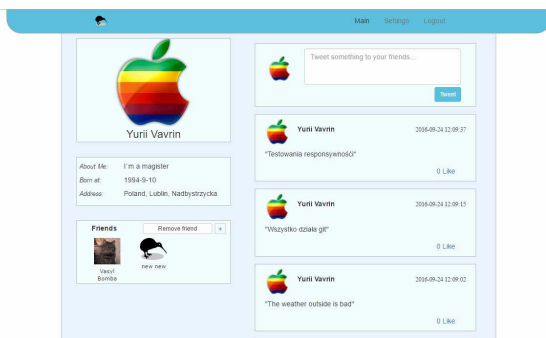 Main Settings Logout
Yurii Vavrin
About Me: I`m a magister
Born at: 1994-9-10
Address: Poland, Lublin, Nadbystrzycka
Friends Remove friend +
Vasyl
Bomba
new new
Tweet something to your friends...
Tweet
Yurii Vavrin 2016-09-24 12:09:37
"Testowania responsywności"
0 Like
Yurii Vavrin 2016-09-24 12:09:15
"Wszystko działa git"
0 Like
Yurii Vavrin 2016-09-24 12:09:02
"The weather outside is bad"
0 Like